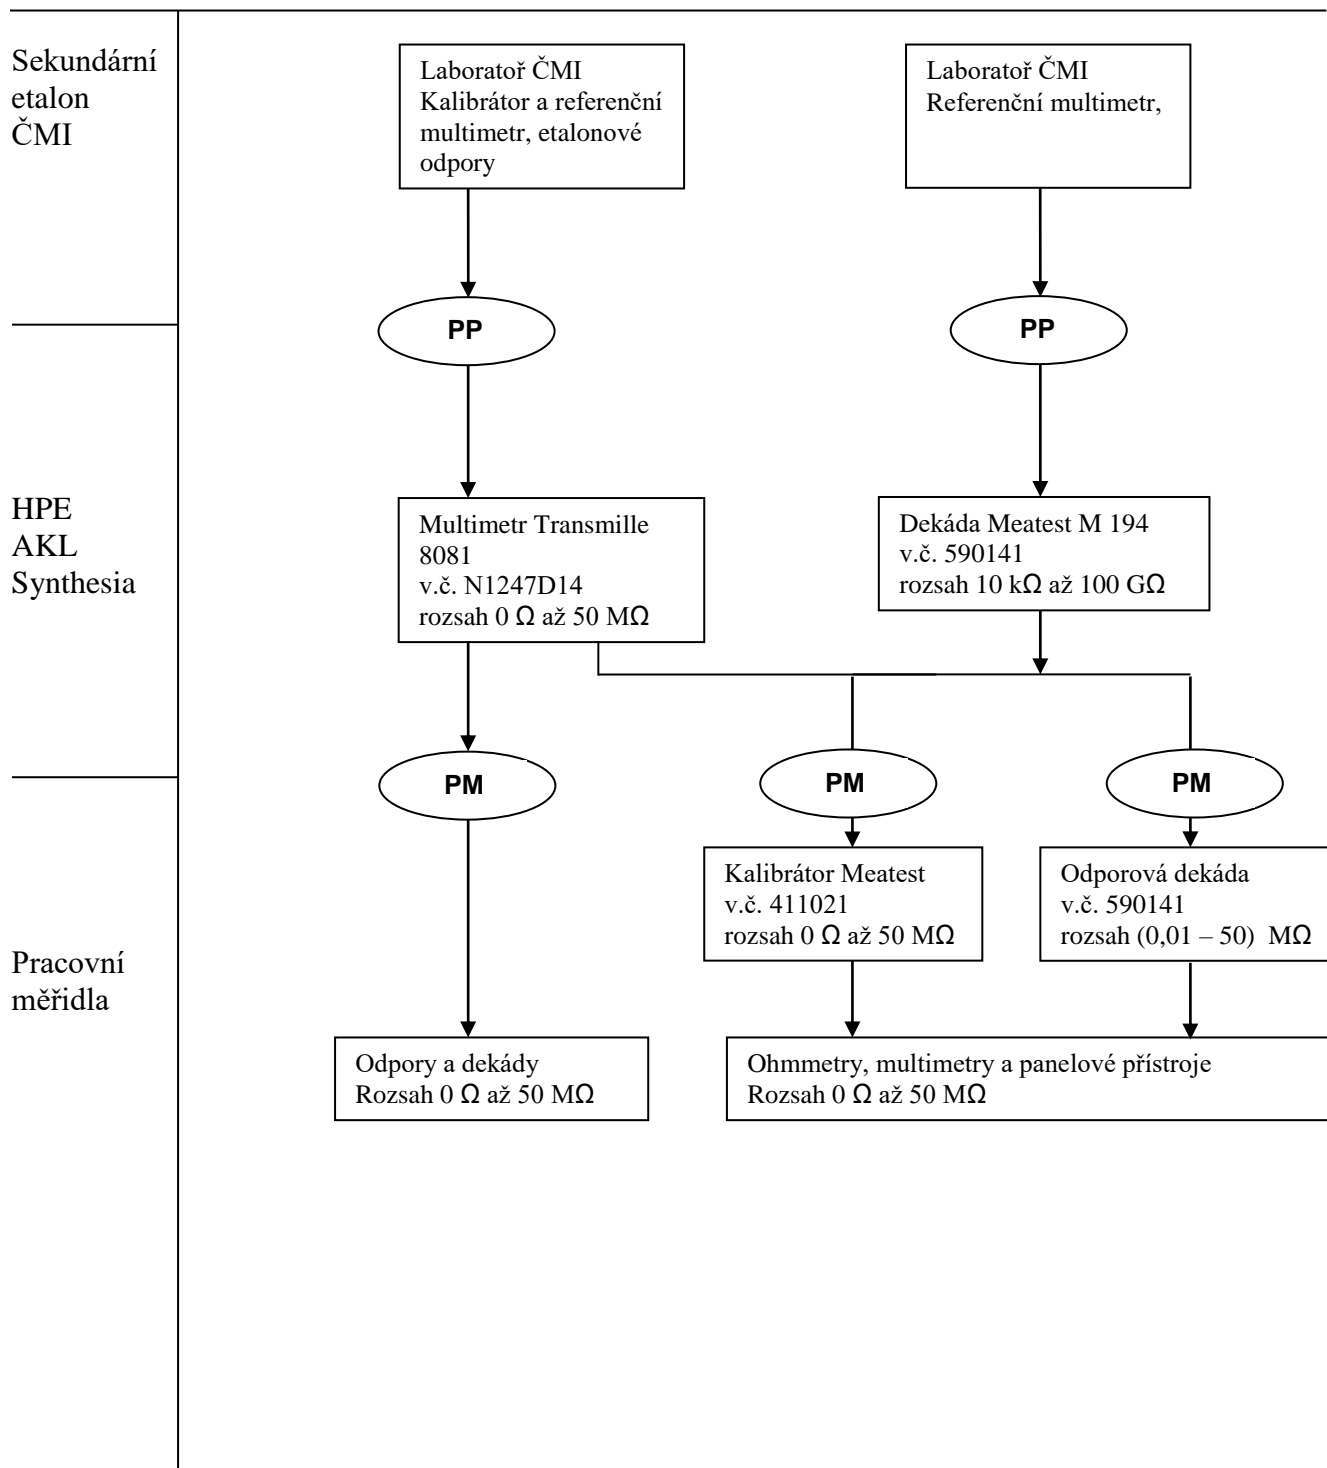 Sekundární
etalon
ČMI
Laboratoř ČMI
Kalibrátor a referenční
multimetr, etalonové
odpory
Laboratoř ČMI
Referenční multimetr,
PP
PP
HPE
AKL
Synthesia
Multimetr Transmille
8081
v.č. N1247D14
rozsah 0 Ω až 50 MΩ
Dekáda Meatest M 194
v.č. 590141
rozsah 10 kΩ až 100 GΩ
PM
PM
PM
Kalibrátor Meatest
v.č. 411021
rozsah 0 Ω až 50 MΩ
Odporová dekáda
v.č. 590141
rozsah (0,01 – 50)  MΩ
Pracovní
měřidla
Odpory a dekády
Rozsah 0 Ω až 50 MΩ
Ohmmetry, multimetry a panelové přístroje
Rozsah 0 Ω až 50 MΩ